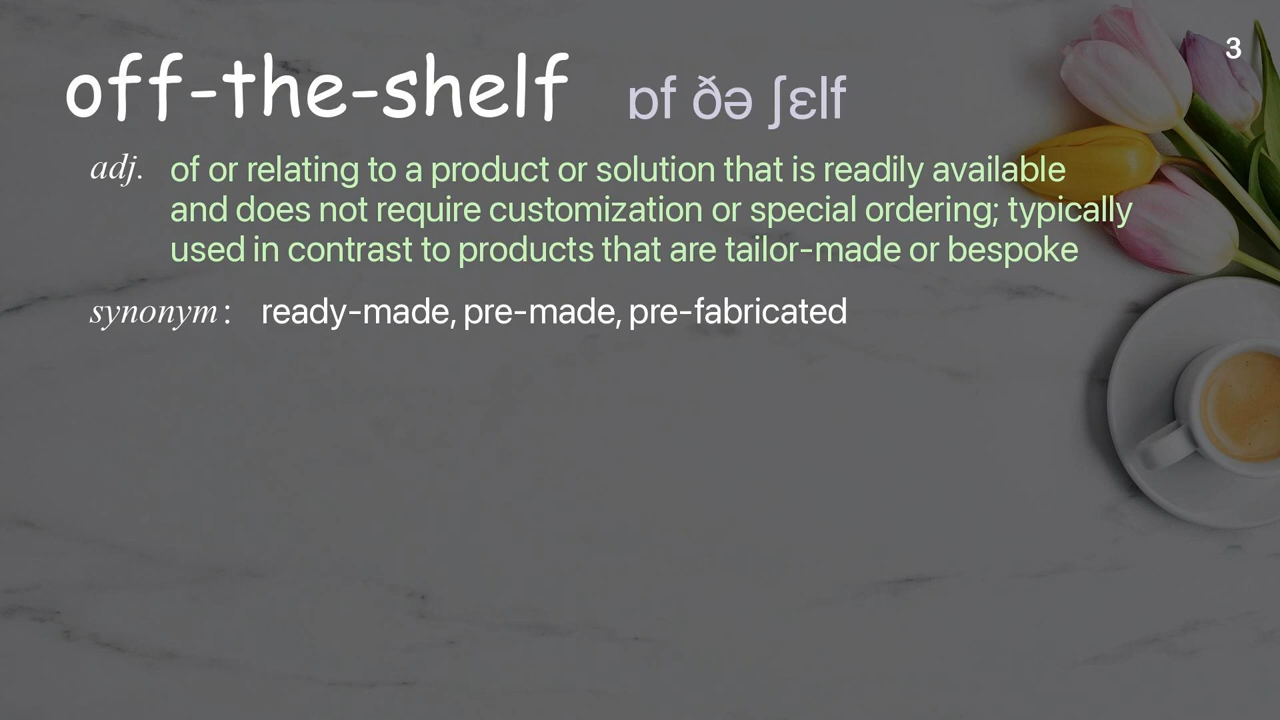 3
off-the-shelf ɒf ðə ʃɛlf
adj. of or relating to a product or solution that is readily available
and does not require customization or special ordering; typically
used in contrast to products that are tailor-made or bespoke
synonym: ready-made, pre-made, pre-fabricated